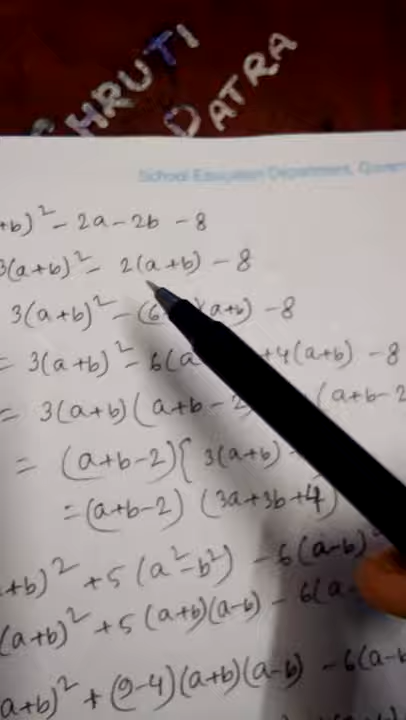 SHRUTI
DATRA
School Education Department, Govern
+b)² - 2a - 2b - 8
3(a+b)² - 2(a+b) - 8
3(a+b)² - (6 )(a+b) - 8
= 3(a+b)² - 6(a +4(a+b) - 8
= 3(a+b)(a+b-2 (a+b-2
= (a+b-2)[3(a+b)
=(a+b-2) (3a+3b+4)
+b)² +5(a²-b²) -6(a-b)
(a+b)² +5(a+b)(a-b) -6(a-
a+b)² + (9-4)(a+b)(a-b) -6(a-b